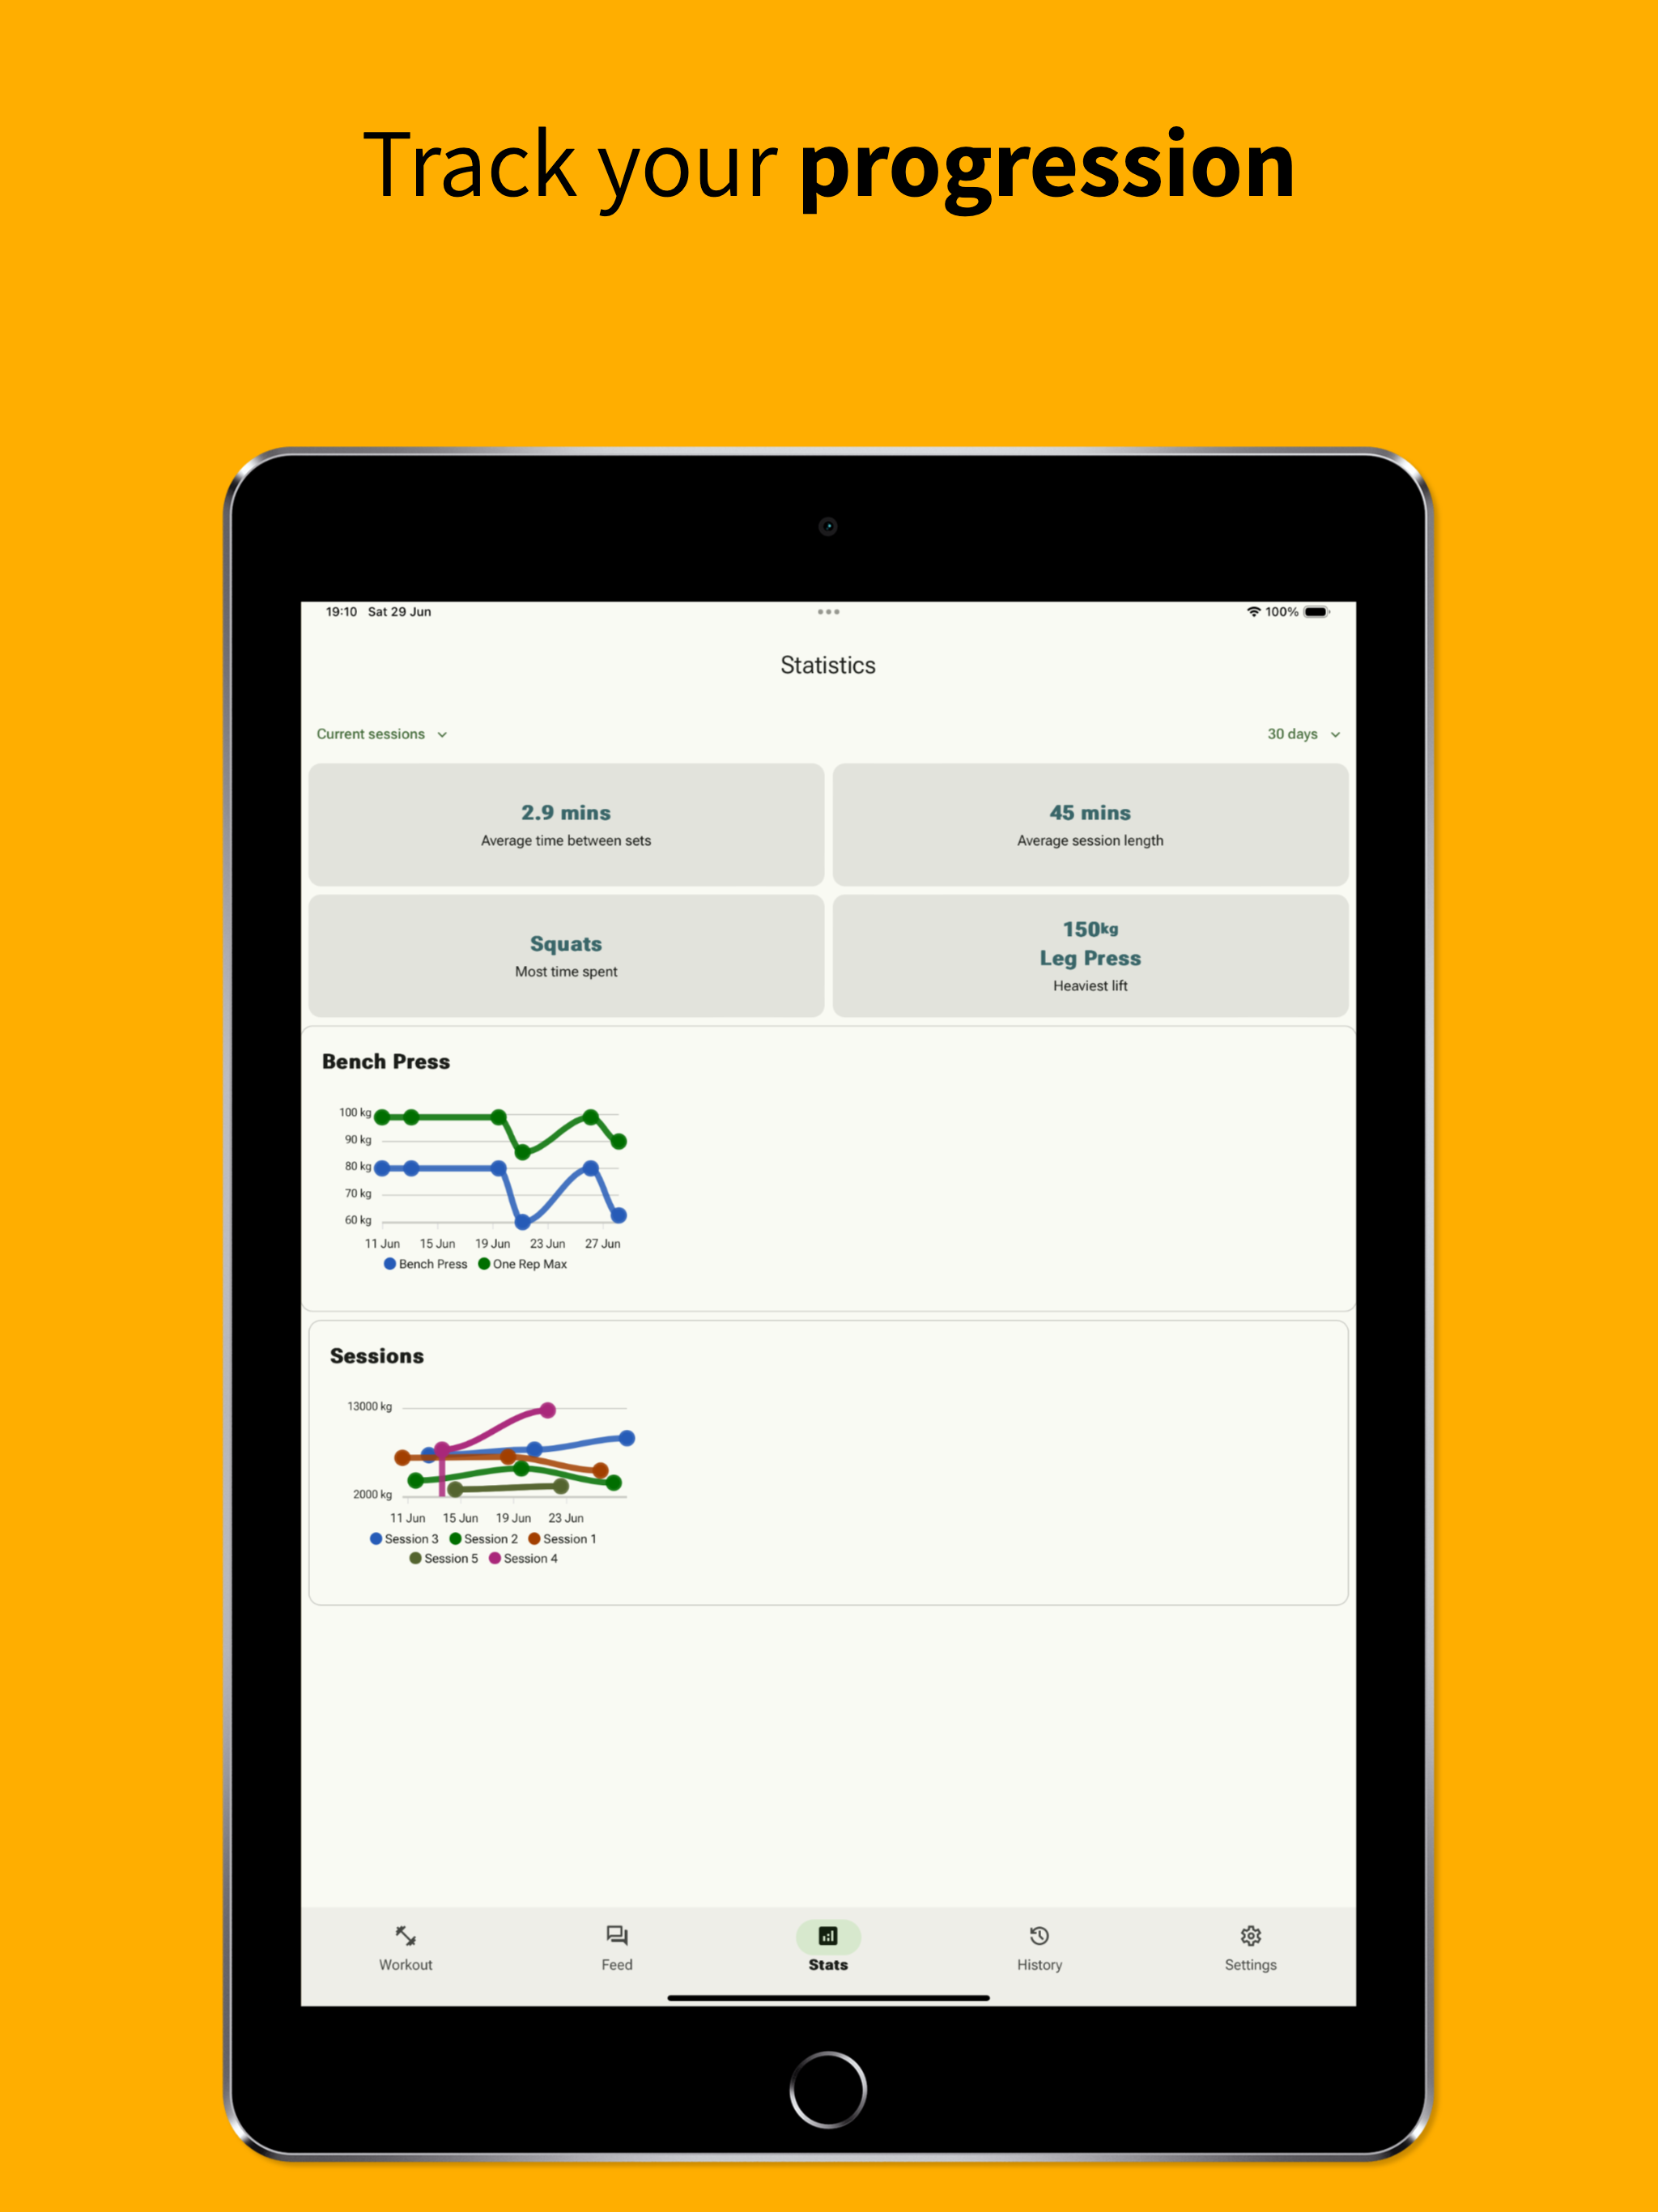 Track your progression
19:10 Sat 29 Jun
100%
Statistics
Current sessions
30 days
2.9 mins
Average time between sets
45 mins
Average session length
Squats
Most time spent
150kg
Leg Press
Heaviest lift
Bench Press
100 kg
90 kg
80 kg
70 kg
60 kg
11 Jun 15 Jun 19 Jun 23 Jun 27 Jun
Bench Press One Rep Max
Sessions
13000 kg
2000 kg
11 Jun 15 Jun 19 Jun 23 Jun
Session 3 Session 2 Session 1
Session 5 Session 4
Workout Feed Stats History Settings